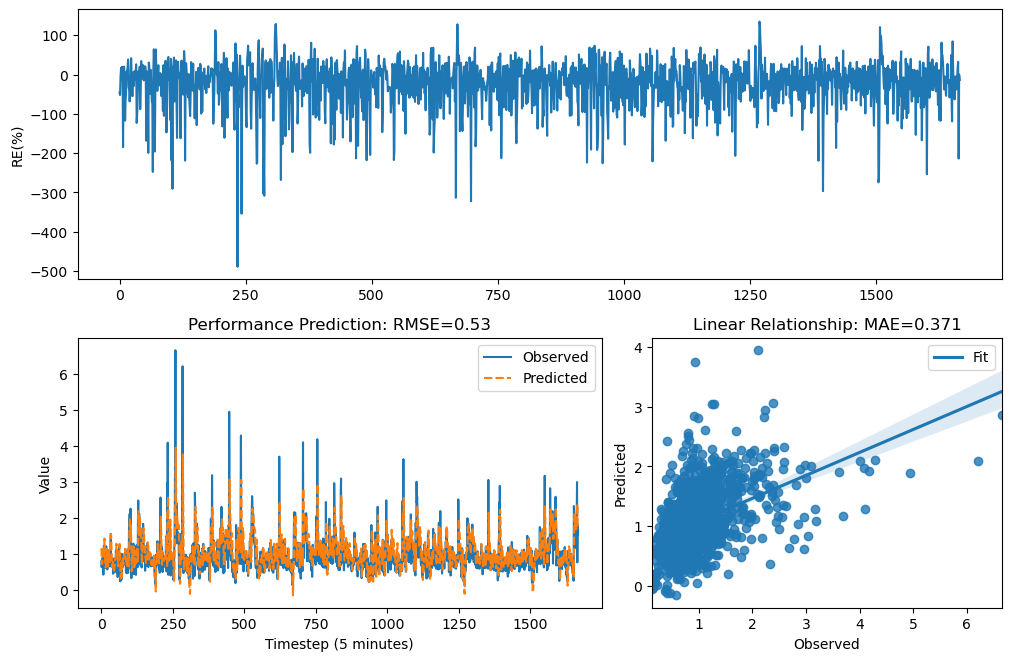 100
0
−100
−200
−300
−400
−500
RE(%)
0 250 500 750 1000 1250 1500
Performance Prediction: RMSE=0.53
Observed
Predicted
6
5
4
3
2
1
0
Value
0 250 500 750 1000 1250 1500
Timestep (5 minutes)
Linear Relationship: MAE=0.371
Fit
4
3
2
1
0
Predicted
1 2 3 4 5 6
Observed